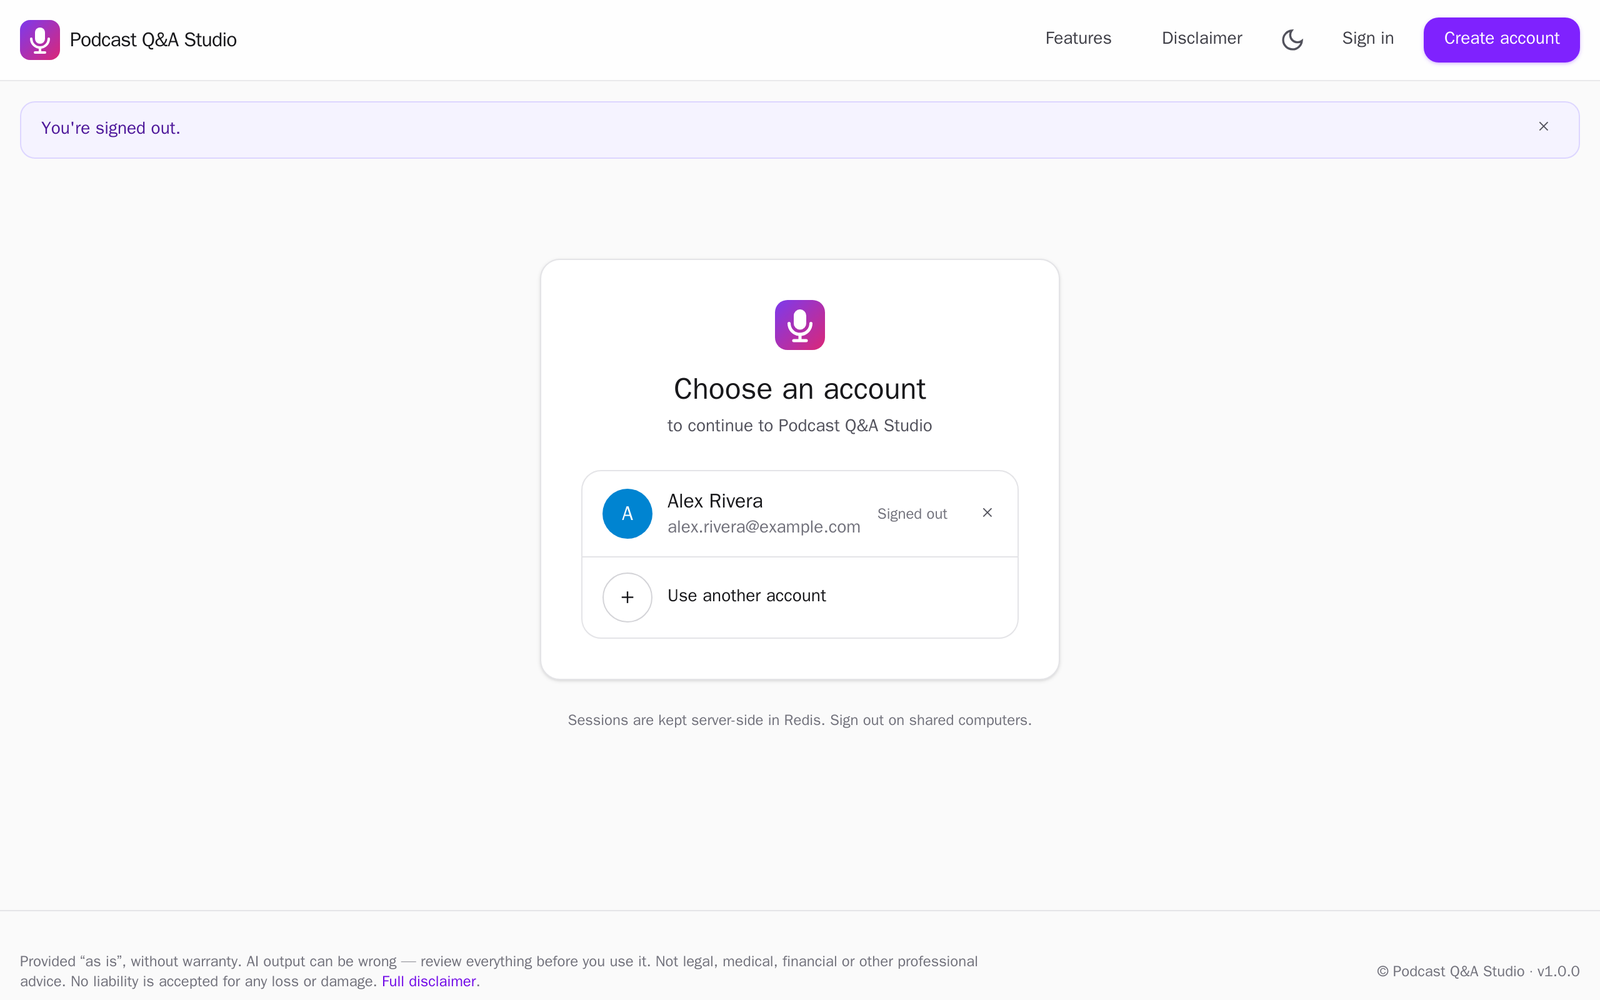 Podcast Q&A Studio
Features
Disclaimer
Sign in
Create account
You're signed out.
×
Choose an account
to continue to Podcast Q&A Studio
A
Alex Rivera
alex.rivera@example.com
Signed out
×
+
Use another account
Sessions are kept server-side in Redis. Sign out on shared computers.
Provided “as is”, without warranty. AI output can be wrong — review everything before you use it. Not legal, medical, financial or other professional
advice. No liability is accepted for any loss or damage. Full disclaimer.
© Podcast Q&A Studio · v1.0.0